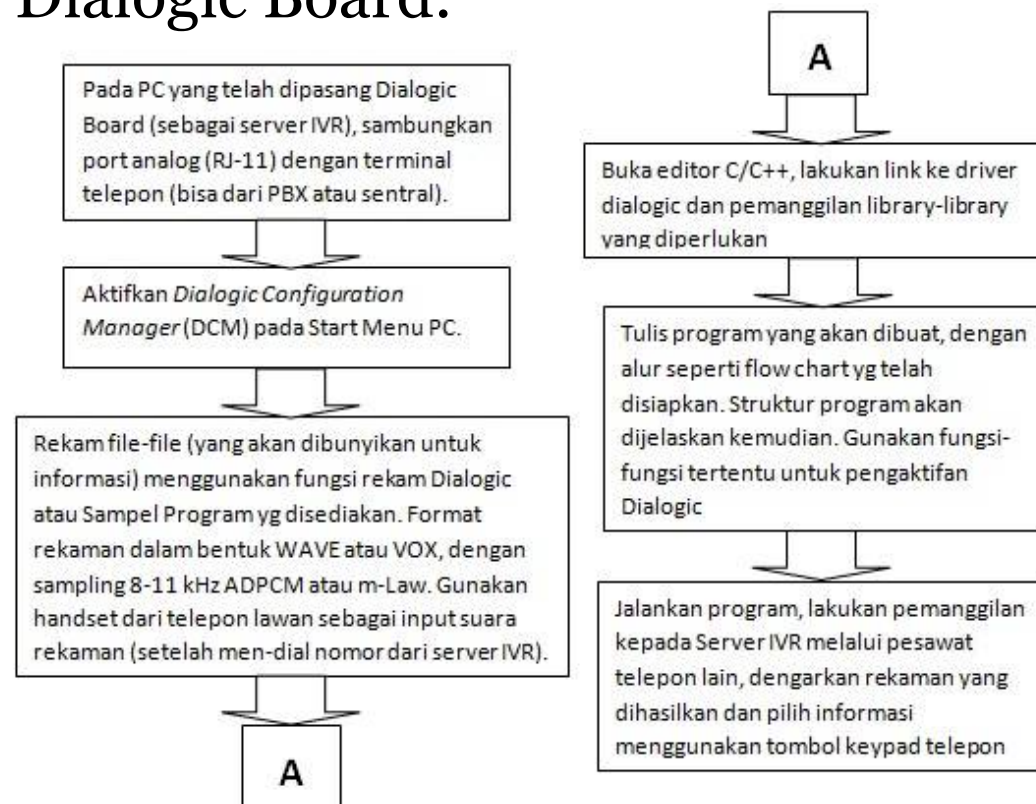 Dialogic Board.
Pada PC yang telah dipasang Dialogic
Board (sebagai server IVR), sambungkan
port analog (RJ-11) dengan terminal
telepon (bisa dari PBX atau sentral).
Aktifkan Dialogic Configuration
Manager (DCM) pada Start Menu PC.
Rekam file-file (yang akan dibunyikan untuk
informasi) menggunakan fungsi rekam Dialogic
atau Sampel Program yg disediakan. Format
rekaman dalam bentuk WAVE atau VOX, dengan
sampling 8-11 kHz ADPCM atau m-Law. Gunakan
handset dari telepon lawan sebagai input suara
rekaman (setelah men-dial nomor dari server IVR).
A
A
Buka editor C/C++, lakukan link ke driver
dialogic dan pemanggilan library-library
yang diperlukan
Tulis program yang akan dibuat, dengan
alur seperti flow chart yg telah
disiapkan. Struktur program akan
dijelaskan kemudian. Gunakan fungsi-
fungsi tertentu untuk pengaktifan
Dialogic
Jalankan program, lakukan pemanggilan
kepada Server IVR melalui pesawat
telepon lain, dengarkan rekaman yang
dihasilkan dan pilih informasi
menggunakan tombol keypad telepon